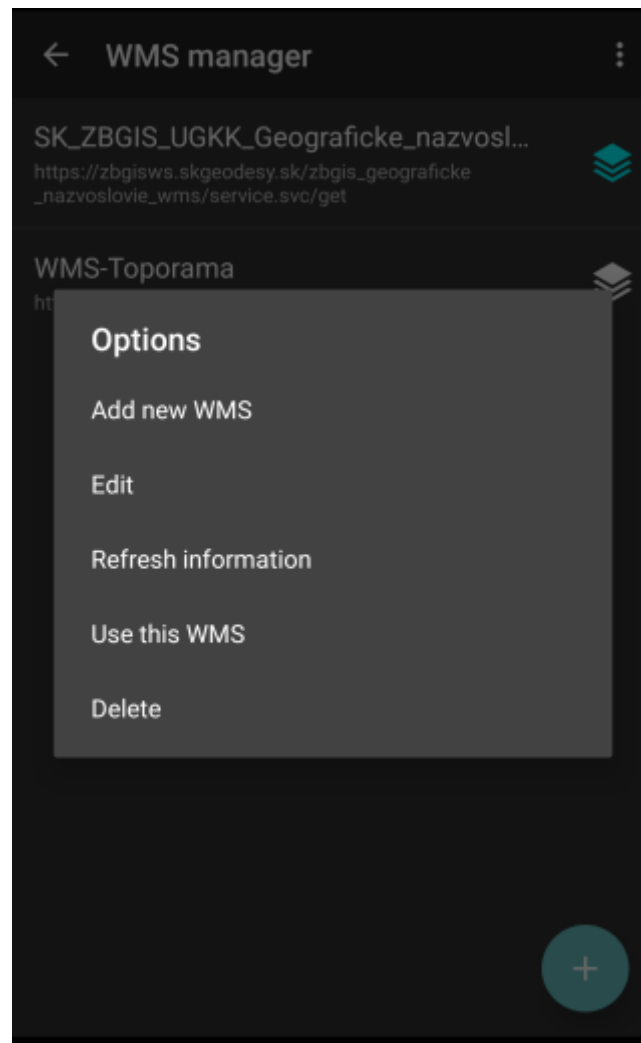 WMS manager
SK_ZBGIS_UGKK_Geograficke_nazvosl...
https://zbgisws.skgeodesy.sk/zbgis_geograficke
_nazvoslovie_wms/service.svc/get
WMS-Toporama
Options
Add new WMS
Edit
Refresh information
Use this WMS
Delete